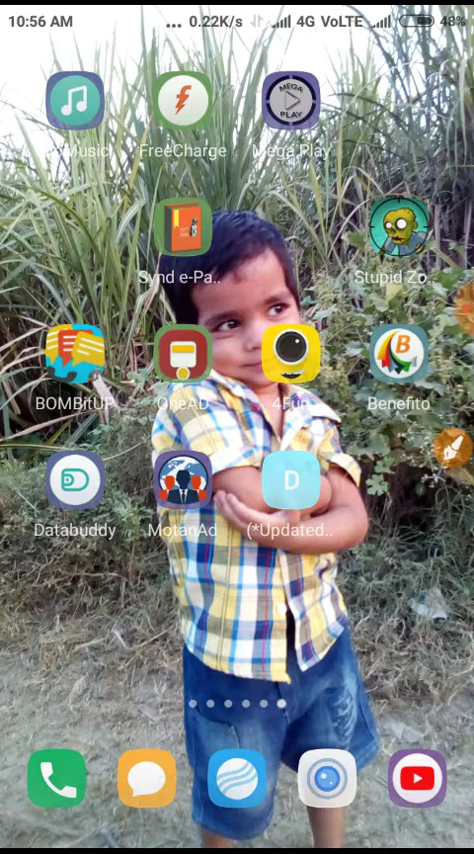 10:56 AM ... 0.22K/s 4G VoLTE 48%
MEGA PLAY
Music FreeCharge Mega Play
Synd e-Pa.. Stupid Zo..
B
BOMBitUP OneAD 4Fun Benefito
D D
Databuddy MotanAd (*Updated..